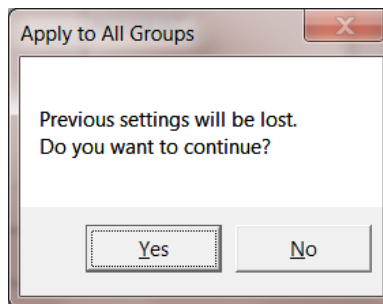 Apply to All Groups
Previous settings will be lost.
Do you want to continue?
Yes
No